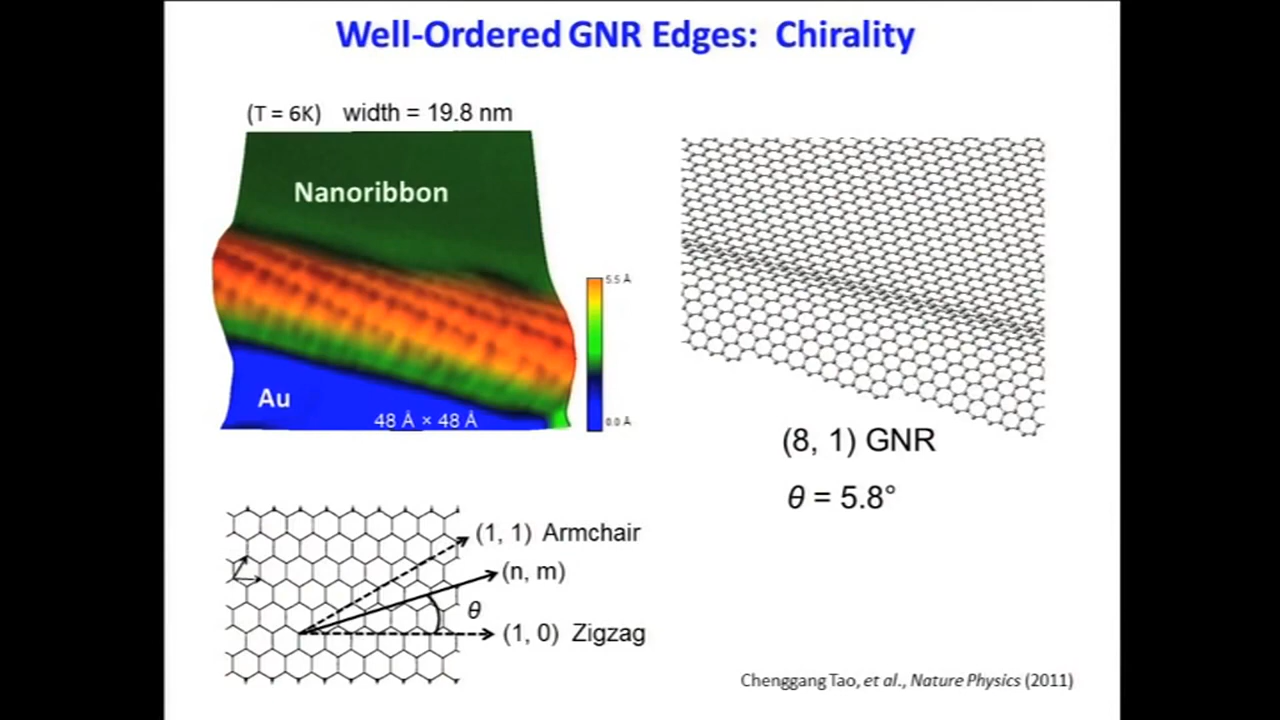 Well-Ordered GNR Edges: Chirality
(T = 6K) width = 19.8 nm
Nanoribbon
5.5 Å
Au
48 Å × 48 Å
0.0 Å
(8, 1) GNR
θ = 5.8°
(1, 1) Armchair
(n, m)
θ
(1, 0) Zigzag
Chenggang Tao, et al., Nature Physics (2011)